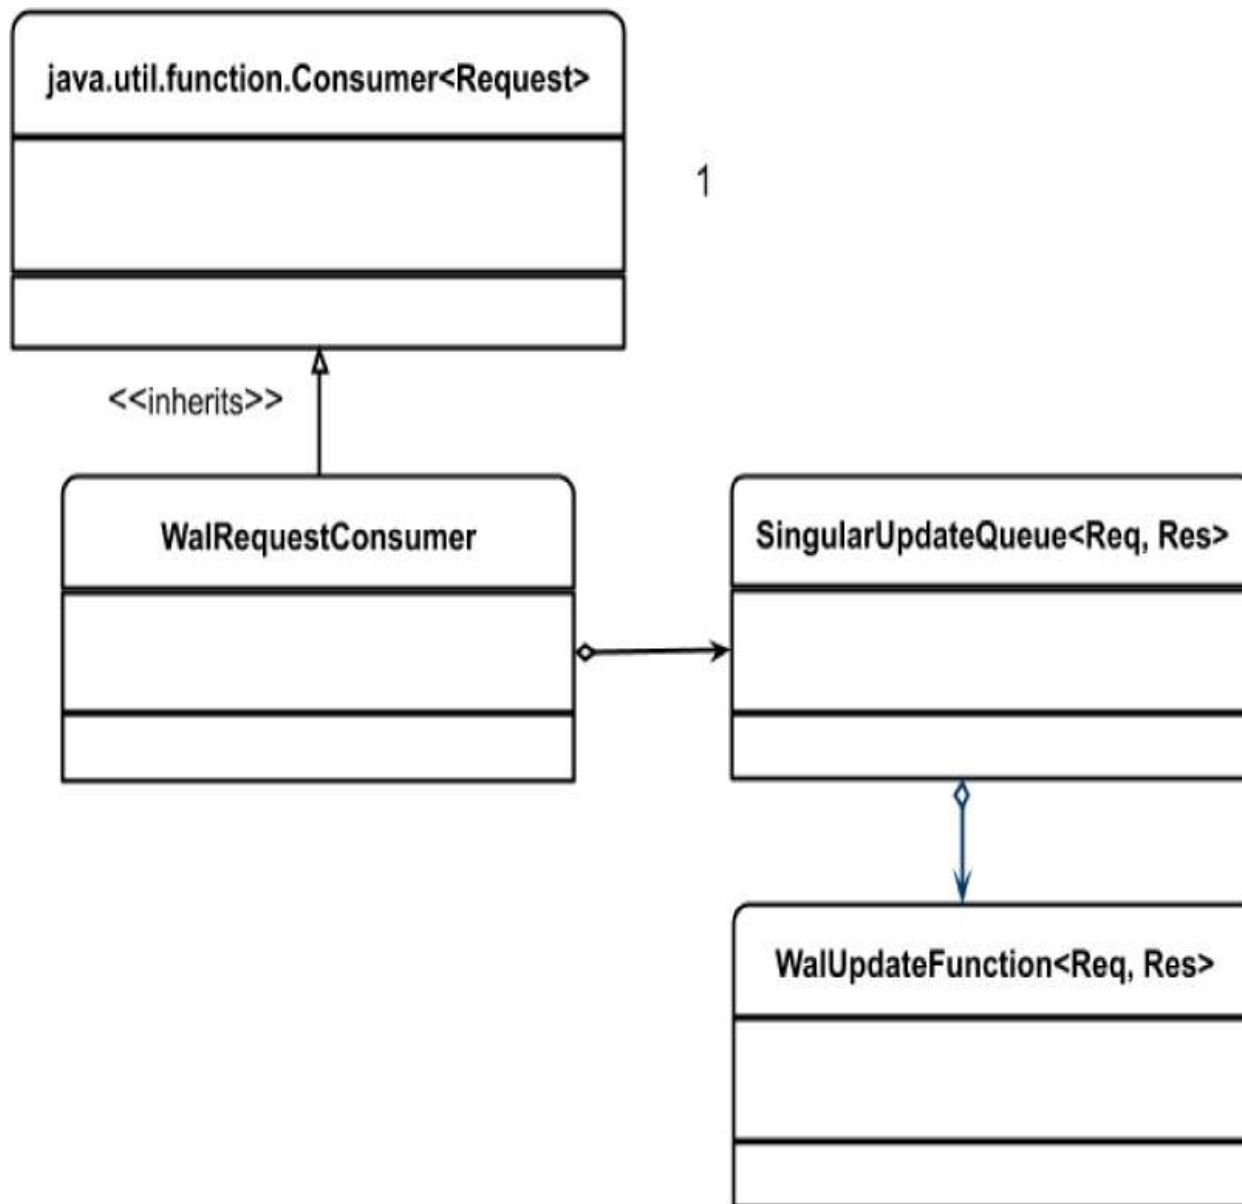 java.util.function.Consumer<Request>
1
<<inherits>>
WalRequestConsumer
SingularUpdateQueue<Req, Res>
WalUpdateFunction<Req, Res>